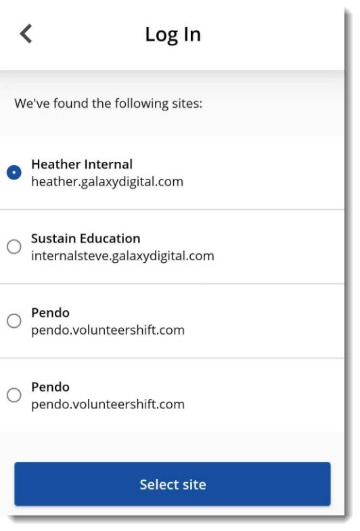 Log In
We've found the following sites:
Heather Internal
heather.galaxydigital.com
Sustain Education
internalsteve.galaxydigital.com
Pendo
pendo.volunteershift.com
Pendo
pendo.volunteershift.com
Select site